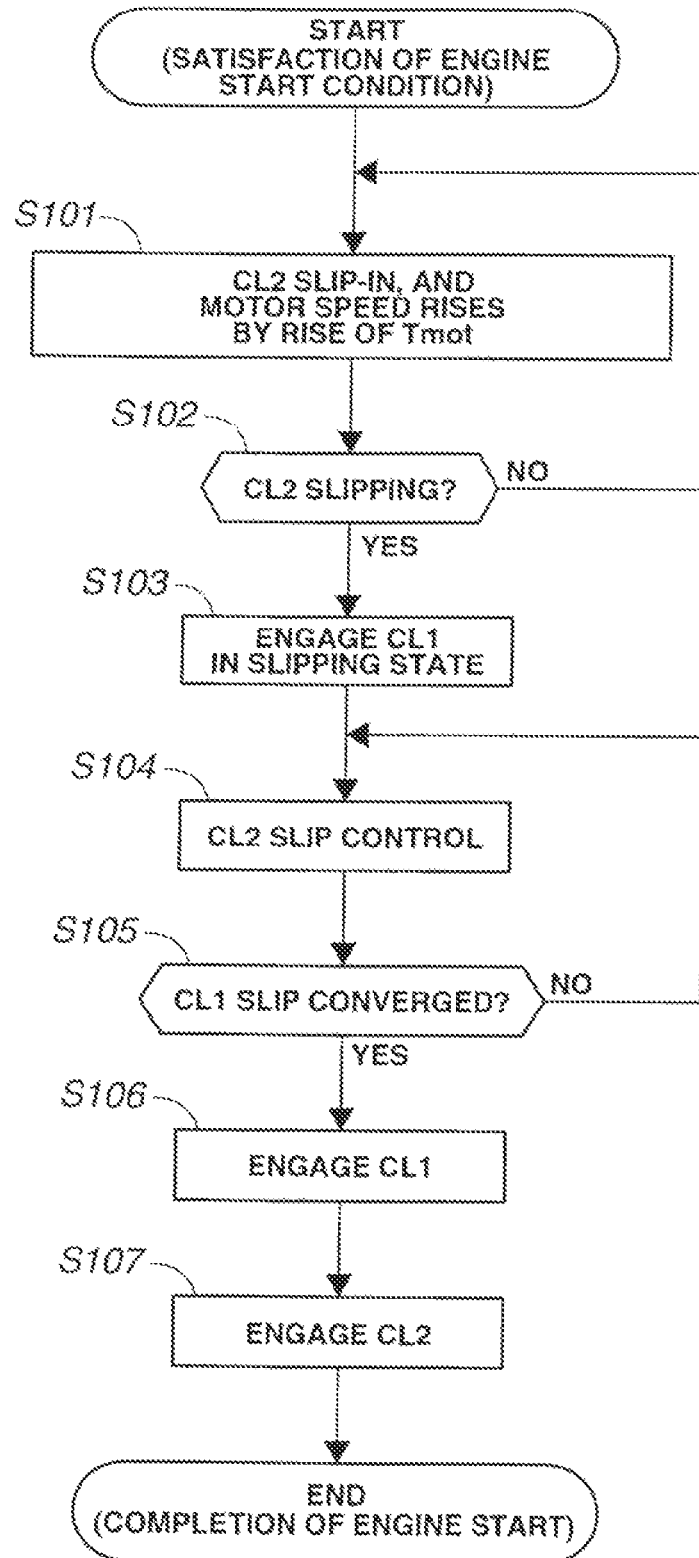 START
(SATISFACTION OF ENGINE
START CONDITION)
S101
CL2 SLIP-IN, AND
MOTOR SPEED RISES
BY RISE OF Tmot
S102
CL2 SLIPPING?
NO
YES
S103
ENGAGE CL1
IN SLIPPING STATE
S104
CL2 SLIP CONTROL
S105
CL1 SLIP CONVERGED?
NO
YES
S106
ENGAGE CL1
S107
ENGAGE CL2
END
(COMPLETION OF ENGINE START)